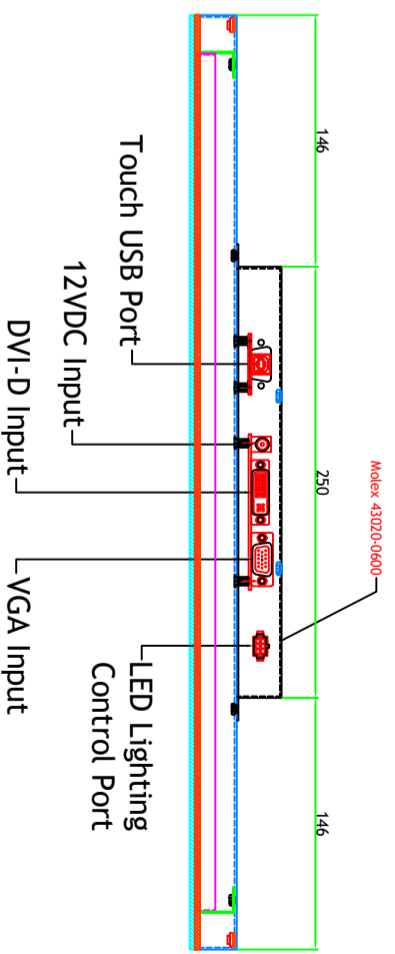 146
250
146
Molex 43020-0600
Touch USB Port
12VDC Input
DVI-D Input
VGA Input
LED Lighting
Control Port